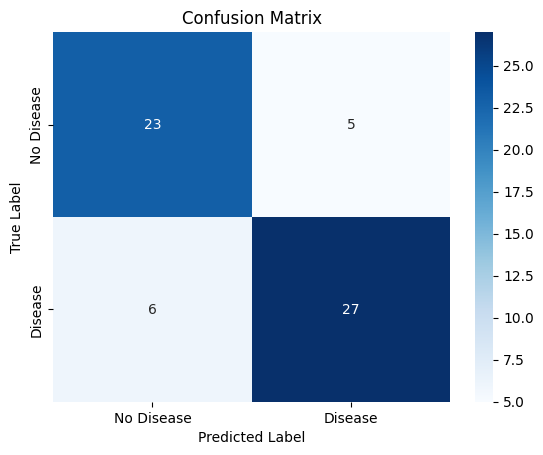 Confusion Matrix
True Label
No Disease
Disease
23
5
6
27
No Disease
Disease
Predicted Label
25.0
22.5
20.0
17.5
15.0
12.5
10.0
7.5
5.0